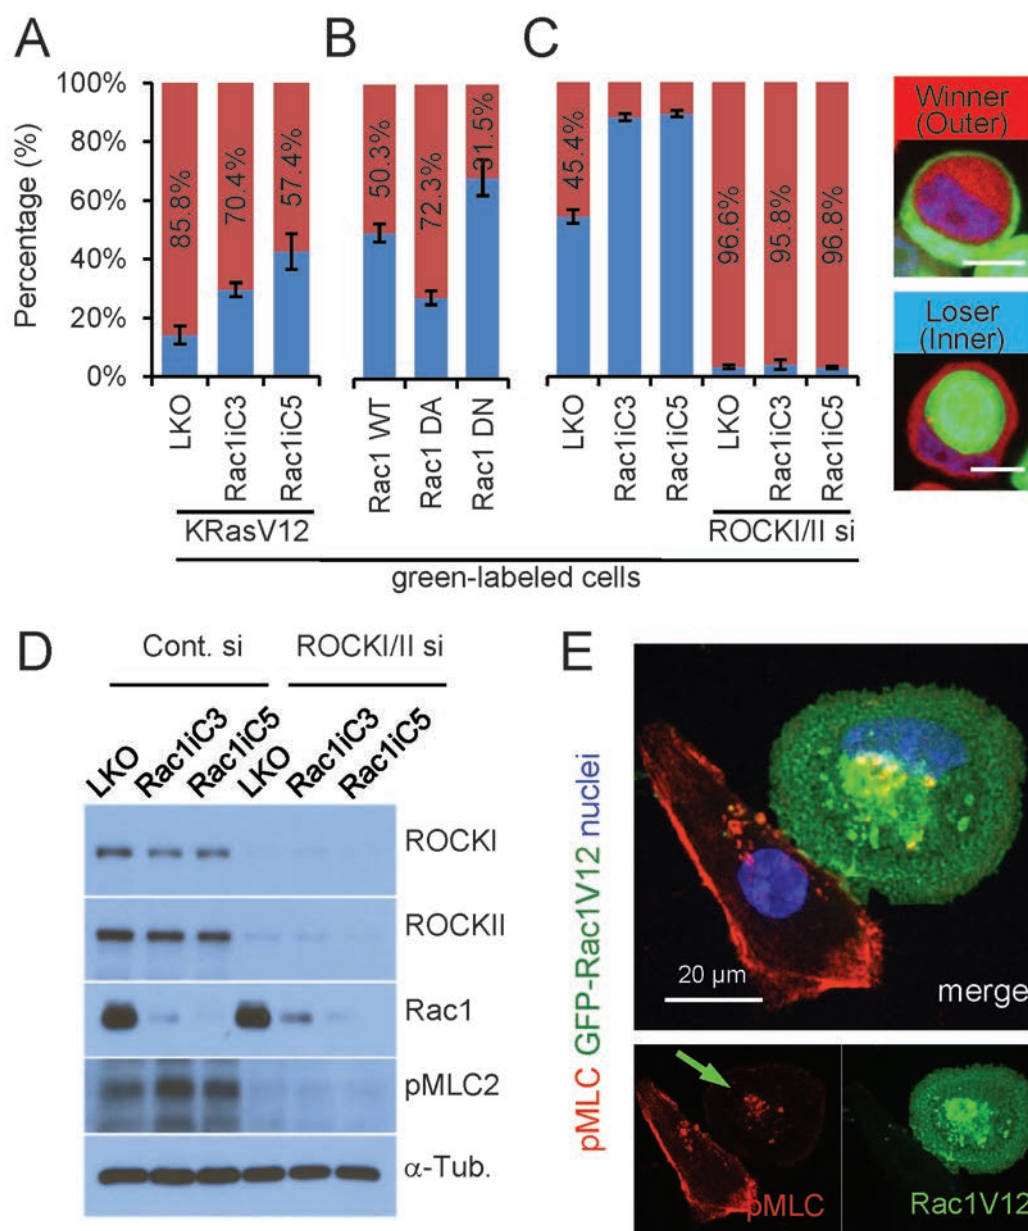 A
B
C
Percentage (%)
100%
80%
60%
40%
20%
0%
85.8%
70.4%
57.4%
50.3%
72.3%
31.5%
45.4%
96.6%
95.8%
96.8%
LKO
Rac1iC3
Rac1iC5
Rac1 WT
Rac1 DA
Rac1 DN
LKO
Rac1iC3
Rac1iC5
LKO
Rac1iC3
Rac1iC5
KRasV12
ROCKI/II si
green-labeled cells
Winner
(Outer)
Loser
(Inner)
D
Cont. si
ROCKI/II si
LKO
Rac1iC3
Rac1iC5
LKO
Rac1iC3
Rac1iC5
ROCKI
ROCKII
Rac1
pMLC2
α-Tub.
E
pMLC GFP-Rac1V12 nuclei
20 µm
merge
pMLC
Rac1V12